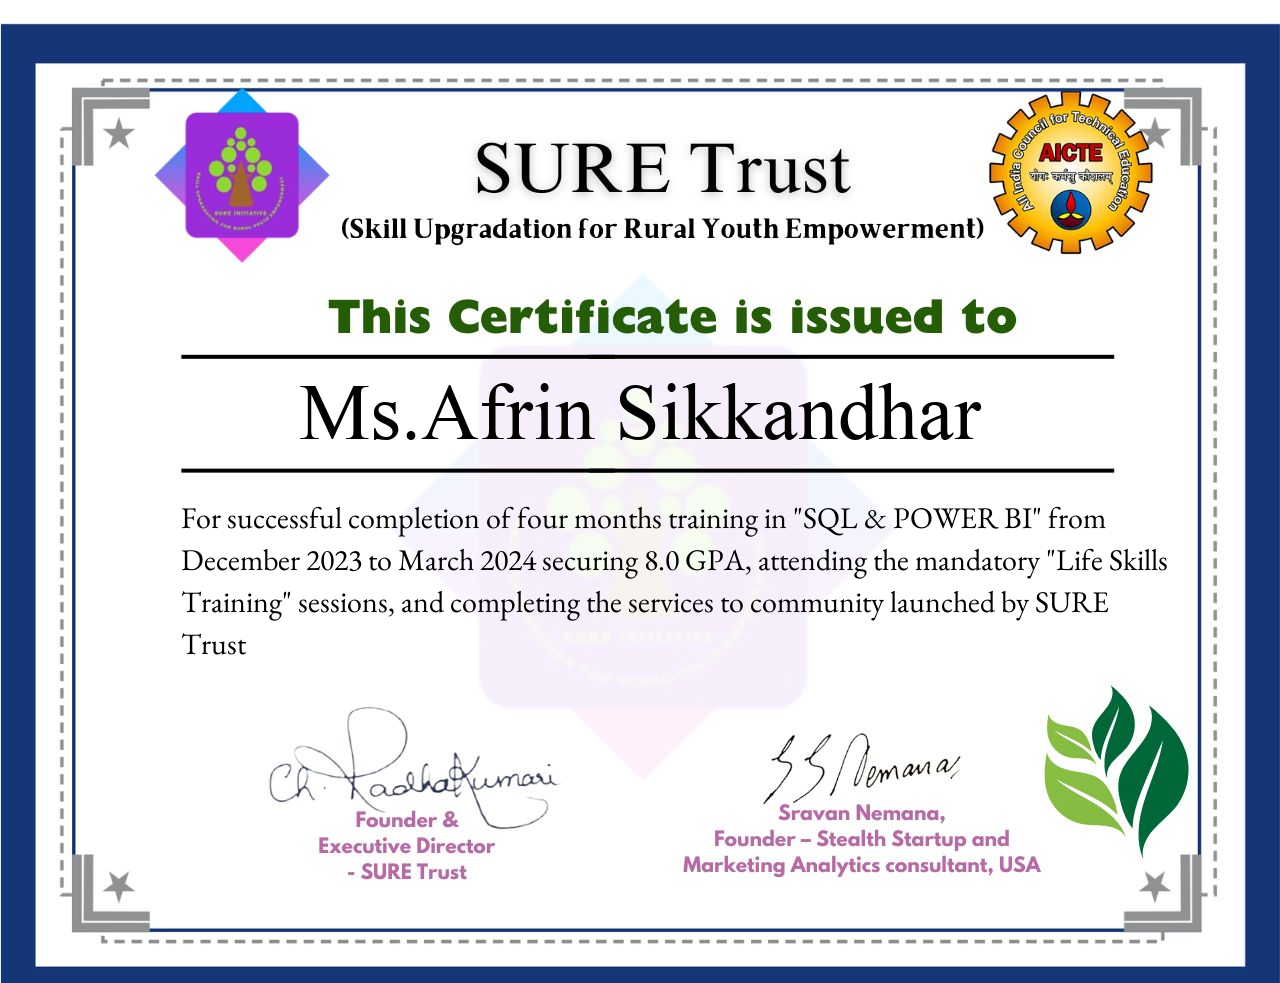 SURE Trust
(Skill Upgradation for Rural Youth Empowerment)
SURE INITIATIVE
SKILL UPGRADATION FOR RURAL-YOUTH EMPOWERMENT
All India Council for Technical Education
AICTE
योगः कर्मसु कौशलम्
This Certificate is issued to
Ms.Afrin Sikkandhar
For successful completion of four months training in "SQL & POWER BI" from
December 2023 to March 2024 securing 8.0 GPA, attending the mandatory "Life Skills
Training" sessions, and completing the services to community launched by SURE
Trust
SURE INITIATIVE
Ch. RadhaKumari
Founder &
Executive Director
- SURE Trust
S S Nemana
Sravan Nemana,
Founder – Stealth Startup and
Marketing Analytics consultant, USA